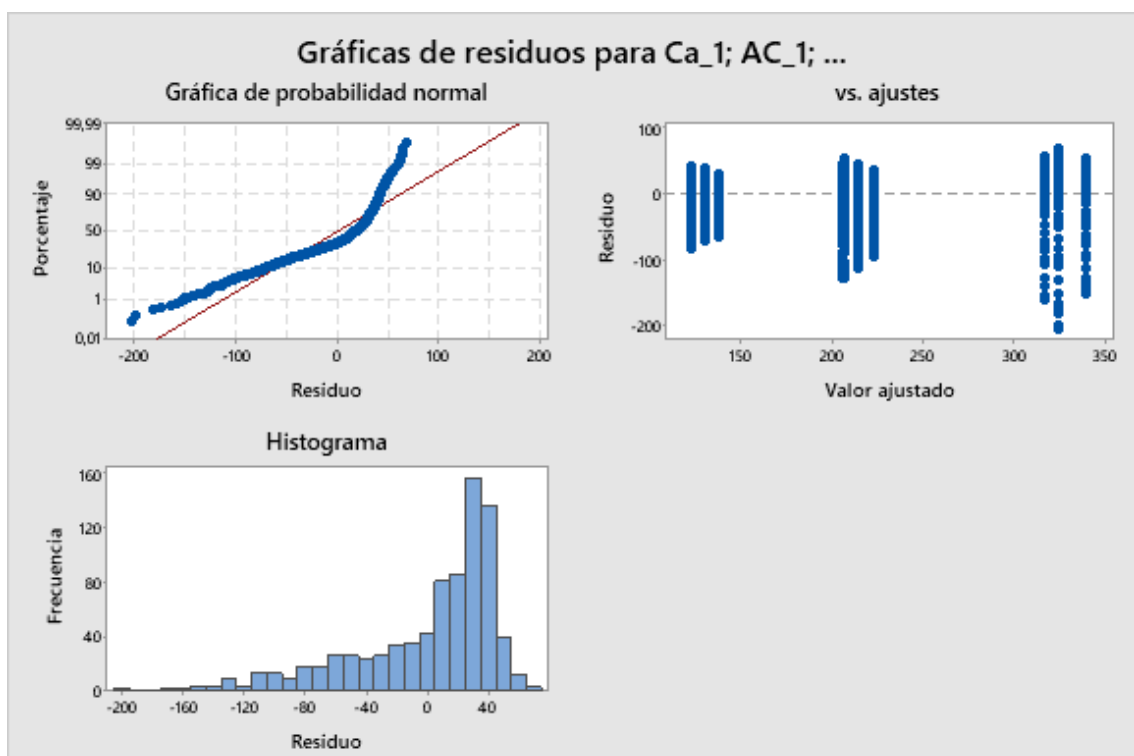 Gráficas de residuos para Ca_1; AC_1; ...
Gráfica de probabilidad normal
99,99
99
90
50
10
1
0,01
Porcentaje
-200 -100 0 100 200
Residuo
vs. ajustes
100
0
-100
-200
Residuo
150 200 250 300 350
Valor ajustado
Histograma
160
120
80
40
0
Frecuencia
-200 -160 -120 -80 -40 0 40
Residuo